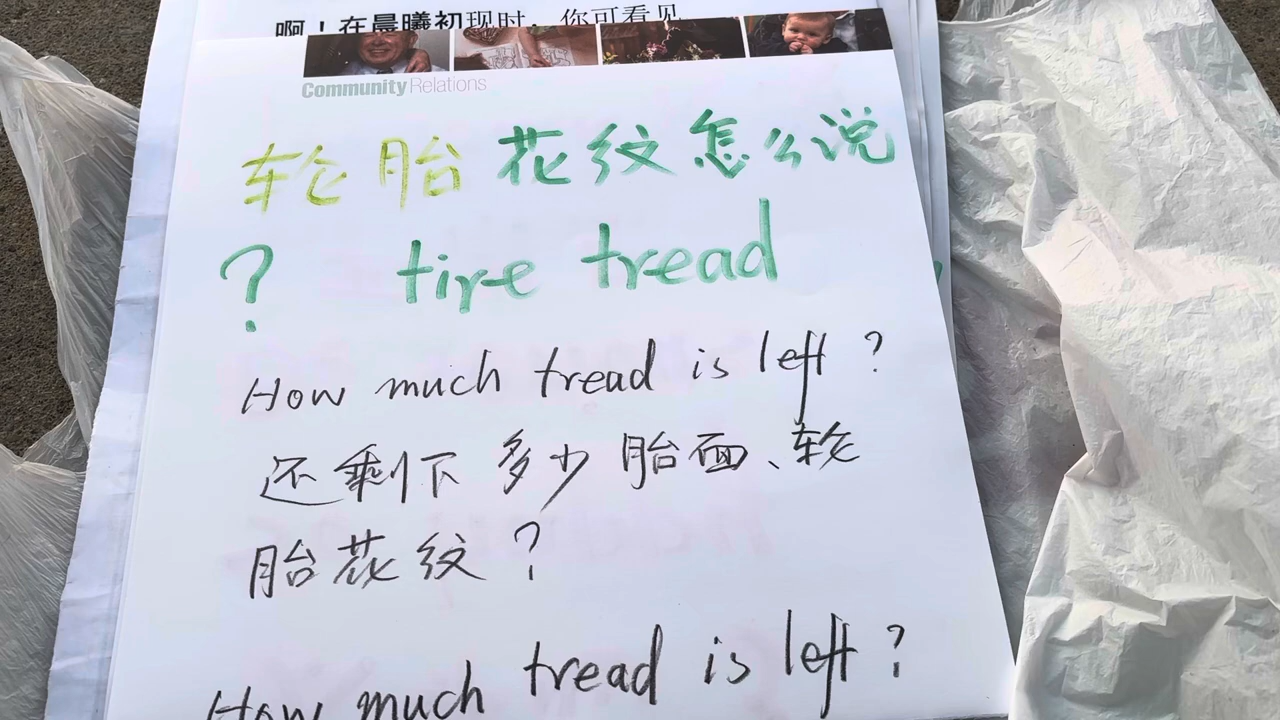 啊！在晨曦初现时，你可看见
Community Relations
轮胎花纹怎么说
? tire tread
How much tread is left ?
还剩下多少胎面、轮
胎花纹？
How much tread is left ?